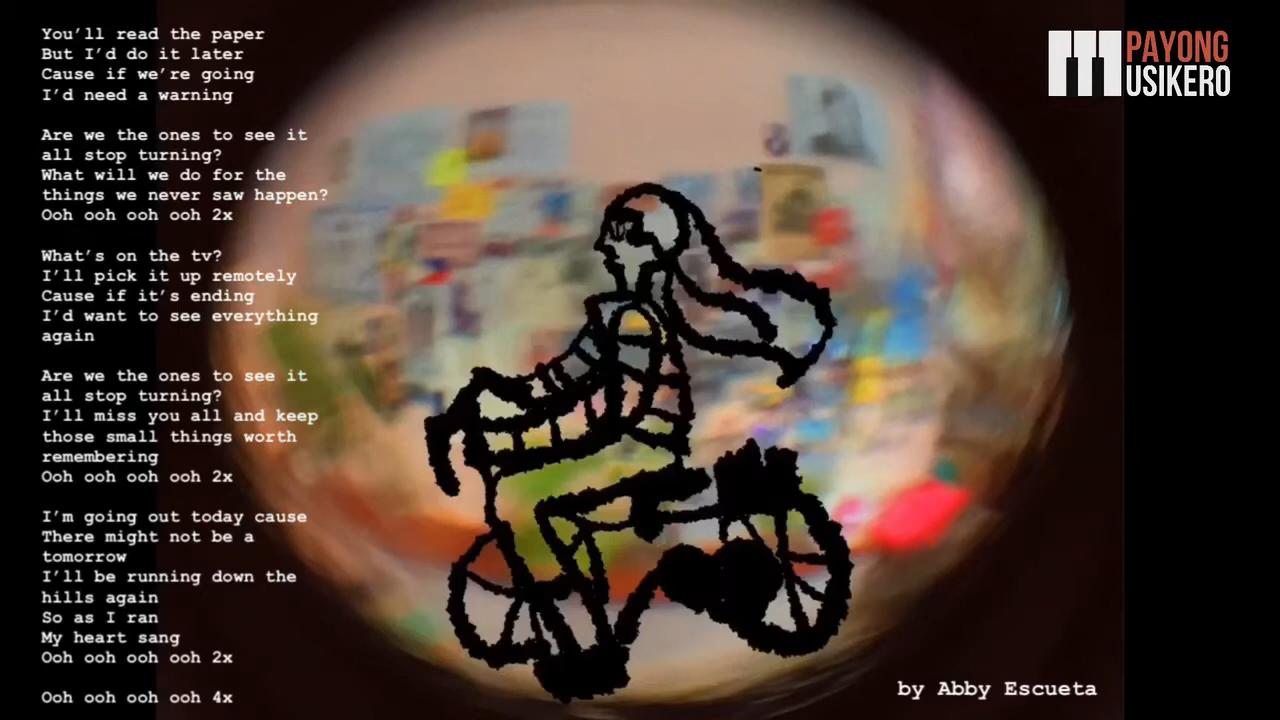 You'll read the paper
But I'd do it later
Cause if we're going
I'd need a warning
Are we the ones to see it
all stop turning?
What will we do for the
things we never saw happen?
Ooh ooh ooh ooh 2x
What's on the tv?
I'll pick it up remotely
Cause if it's ending
I'd want to see everything
again
Are we the ones to see it
all stop turning?
I'll miss you all and keep
those small things worth
remembering
Ooh ooh ooh ooh 2x
I'm going out today cause
There might not be a
tomorrow
I'll be running down the
hills again
So as I ran
My heart sang
Ooh ooh ooh ooh 2x
Ooh ooh ooh ooh 4x
PAYONG
USIKERO
by Abby Escueta